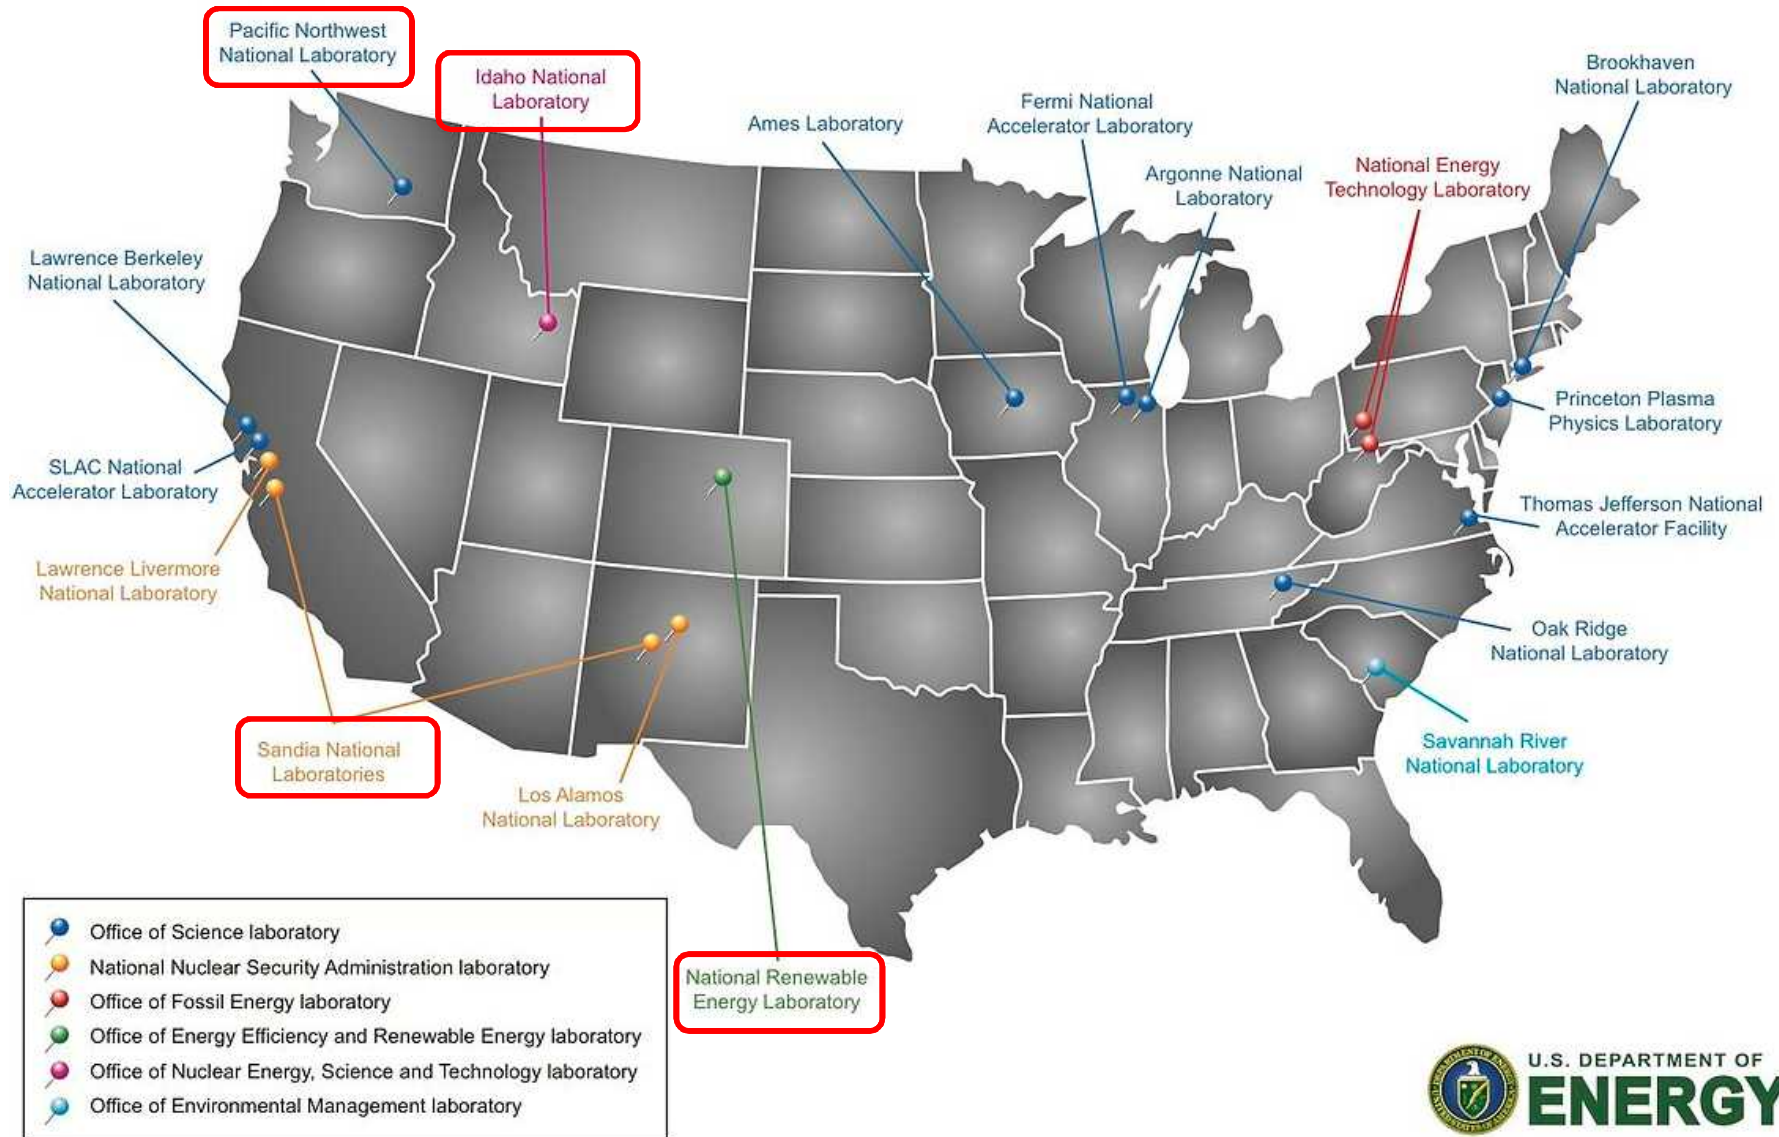 Pacific Northwest
National Laboratory
Idaho National
Laboratory
Ames Laboratory
Fermi National
Accelerator Laboratory
Argonne National
Laboratory
National Energy
Technology Laboratory
Brookhaven
National Laboratory
Lawrence Berkeley
National Laboratory
SLAC National
Accelerator Laboratory
Lawrence Livermore
National Laboratory
Princeton Plasma
Physics Laboratory
Thomas Jefferson National
Accelerator Facility
Oak Ridge
National Laboratory
Savannah River
National Laboratory
Sandia National
Laboratories
Los Alamos
National Laboratory
National Renewable
Energy Laboratory
Office of Science laboratory
National Nuclear Security Administration laboratory
Office of Fossil Energy laboratory
Office of Energy Efficiency and Renewable Energy laboratory
Office of Nuclear Energy, Science and Technology laboratory
Office of Environmental Management laboratory
U.S. DEPARTMENT OF
ENERGY